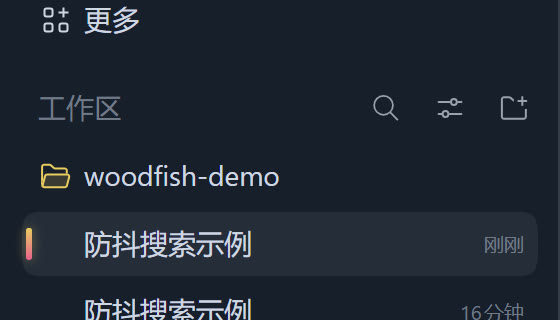 更多
工作区
woodfish-demo
防抖搜索示例 刚刚
防抖搜索示例 16分钟